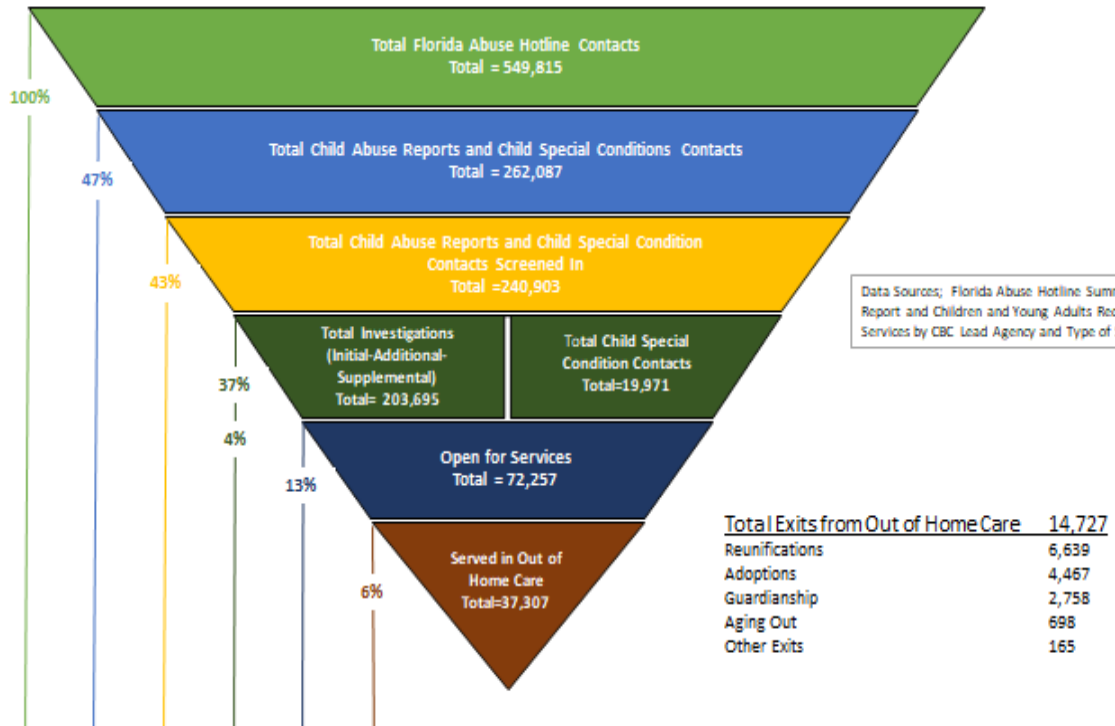 Total Florida Abuse Hotline Contacts
Total = 549,815
100%
Total Child Abuse Reports and Child Special Conditions Contacts
Total = 262,087
47%
Total Child Abuse Reports and Child Special Condition
Contacts Screened In
Total =240,903
43%
Data Sources; Florida Abuse Hotline Summ
Report and Children and Young Adults Rec
Services by CBC Lead Agency and Type of
Total Investigations
(Initial-Additional-
Supplemental)
Total= 203,695
Total Child Special
Condition Contacts
Total=19,971
37%
4%
Open for Services
Total = 72,257
13%
Served in Out of
Home Care
Total=37,307
6%
Total Exits from Out of Home Care 14,727
Reunifications 6,639
Adoptions 4,467
Guardianship 2,758
Aging Out 698
Other Exits 165